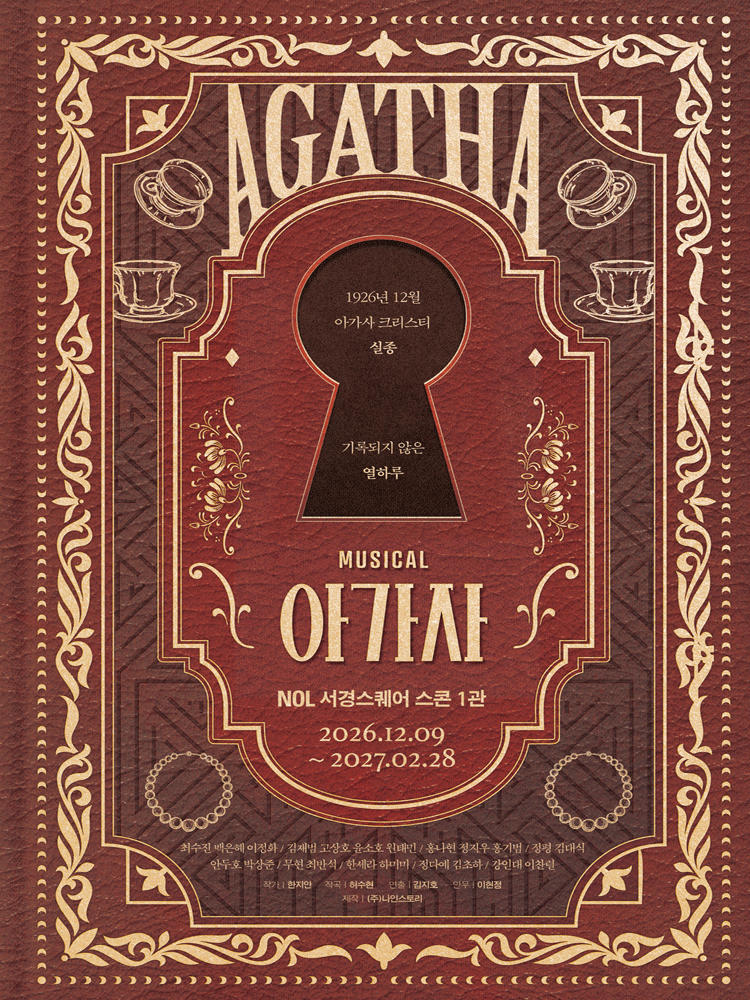 AGATHA
1926년 12월
아가사 크리스티
실종
기록되지 않은
열하루
MUSICAL
아가사
NOL 서경스퀘어 스콘 1관
2026.12.09
~ 2027.02.28
최수진 백은혜 이정화 / 김재범 고상호 윤소호 원태민 / 홍나현 정지우 홍기범 / 정평 김대식
안두호 박상준 / 무현 최반석 / 한세라 하미미 / 정다예 김초하 / 강인대 이찬렬
작가 | 한지안 작곡 | 허수현 연출 | 김지호 안무 | 이현정
제작 | (주)나인스토리